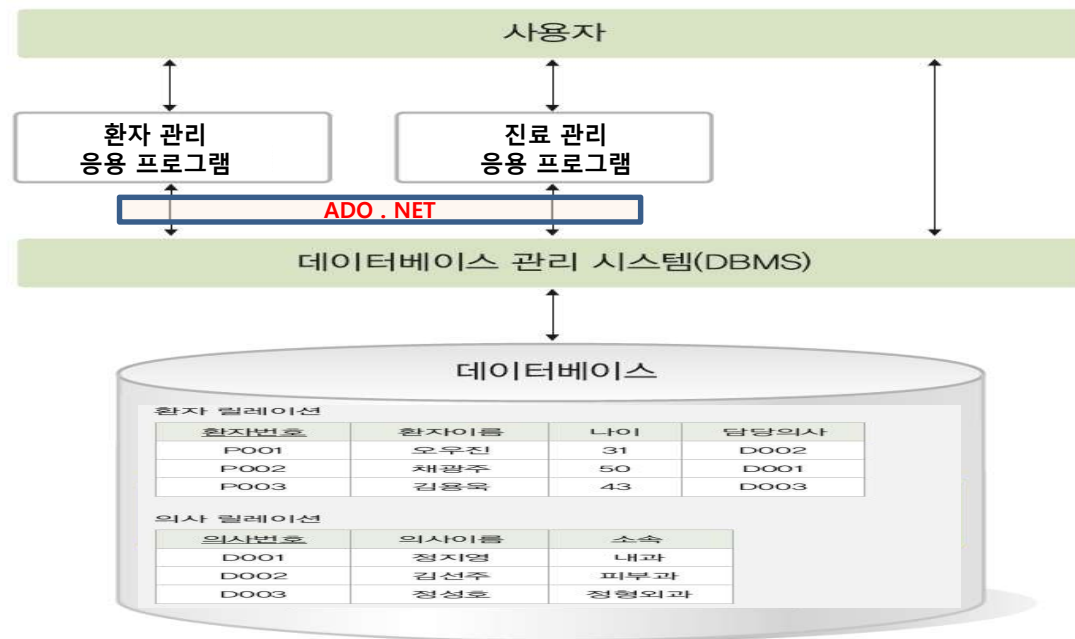 사용자
환자 관리 진료 관리
응용 프로그램 응용 프로그램
ADO . NET
데이터베이스 관리 시스템(DBMS)
데이터베이스
환자 릴레이션
환자번호 환자이름 나이 담당의사
P001 오우진 31 D002
P002 채광주 50 D001
P003 김용욱 43 D003
의사 릴레이션
의사번호 의사이름 소속
D001 정지영 내과
D002 김선주 피부과
D003 정성호 정형외과